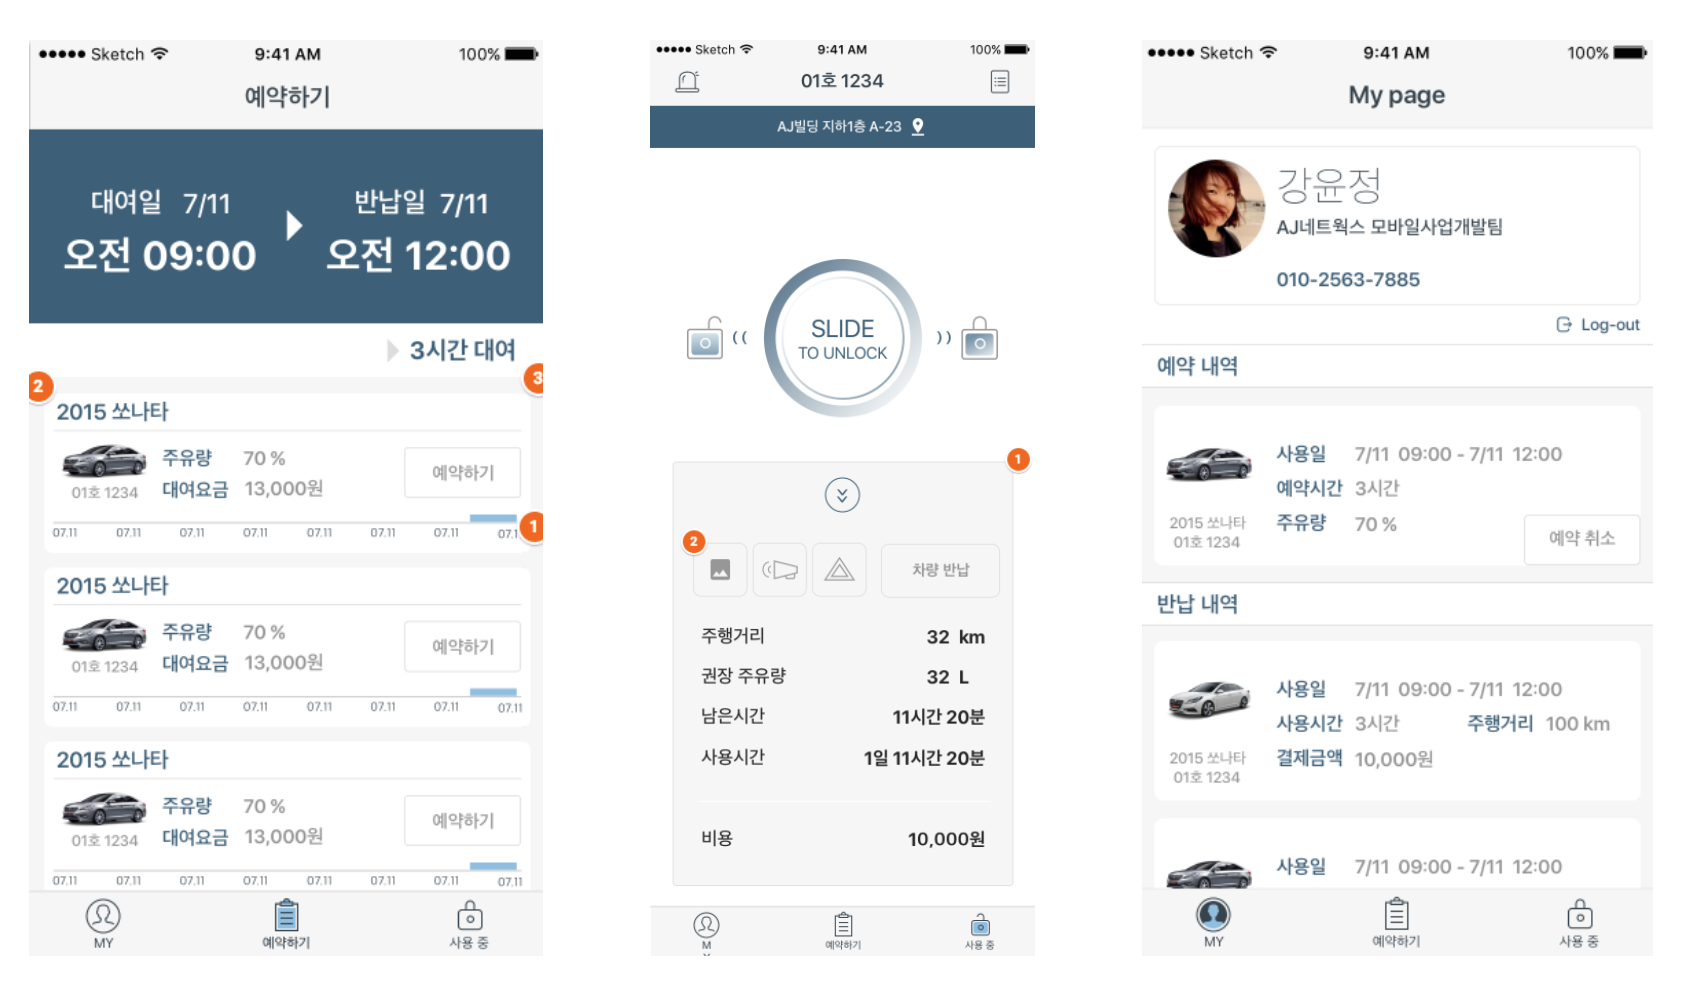 ●●●●● Sketch 9:41 AM 100%
예약하기
대여일 7/11 반납일 7/11
오전 09:00 오전 12:00
3시간 대여
2
3
2015 쏘나타
주유량 70 %
예약하기
01호 1234 대여요금 13,000원
07.11 07.11 07.11 07.11 07.11 07.11 07.11 07.1
1
2015 쏘나타
주유량 70 %
예약하기
01호 1234 대여요금 13,000원
07.11 07.11 07.11 07.11 07.11 07.11 07.11 07.11
2015 쏘나타
주유량 70 %
예약하기
01호 1234 대여요금 13,000원
07.11 07.11 07.11 07.11 07.11 07.11 07.11 07.11
MY 예약하기 사용 중
●●●●● Sketch 9:41 AM 100%
01호 1234
AJ빌딩 지하1층 A-23
SLIDE
TO UNLOCK
1
2
차량 반납
주행거리 32 km
권장 주유량 32 L
남은시간 11시간 20분
사용시간 1일 11시간 20분
비용 10,000원
M 예약하기 사용 중
●●●●● Sketch 9:41 AM 100%
My page
강윤정
AJ네트웍스 모바일사업개발팀
010-2563-7885
Log-out
예약 내역
사용일 7/11 09:00 - 7/11 12:00
예약시간 3시간
2015 쏘나타 주유량 70 %
01호 1234
예약 취소
반납 내역
사용일 7/11 09:00 - 7/11 12:00
사용시간 3시간 주행거리 100 km
2015 쏘나타 결제금액 10,000원
01호 1234
사용일 7/11 09:00 - 7/11 12:00
MY 예약하기 사용 중